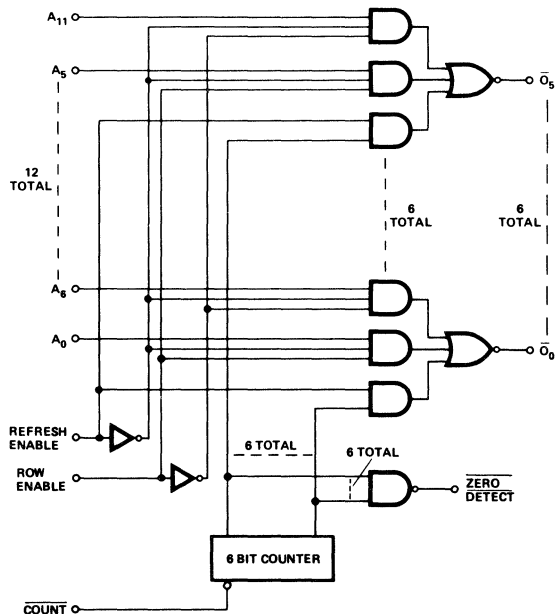 A11
A5
12
TOTAL
6
TOTAL
6
TOTAL
A6
A0
O5
O0
REFRESH
ENABLE
ROW
ENABLE
6 TOTAL
6 TOTAL
ZERO
DETECT
6 BIT COUNTER
COUNT